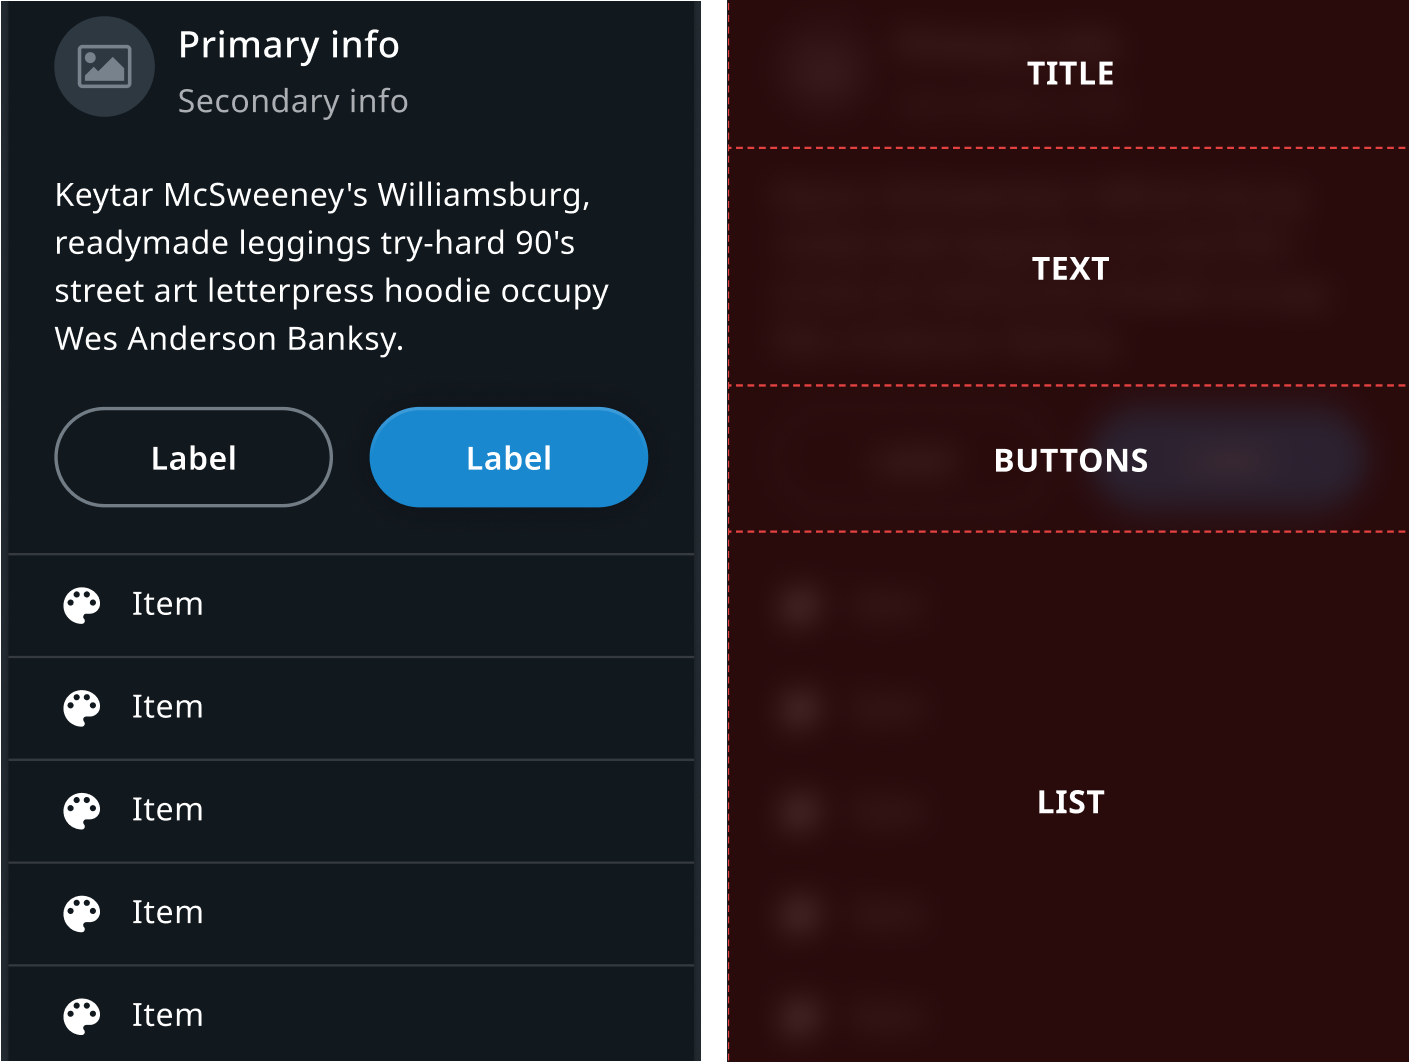 Primary info
Secondary info
Keytar McSweeney's Williamsburg,
readymade leggings try-hard 90's
street art letterpress hoodie occupy
Wes Anderson Banksy.
Label
Label
Item
Item
Item
Item
Item
TITLE
TEXT
BUTTONS
LIST